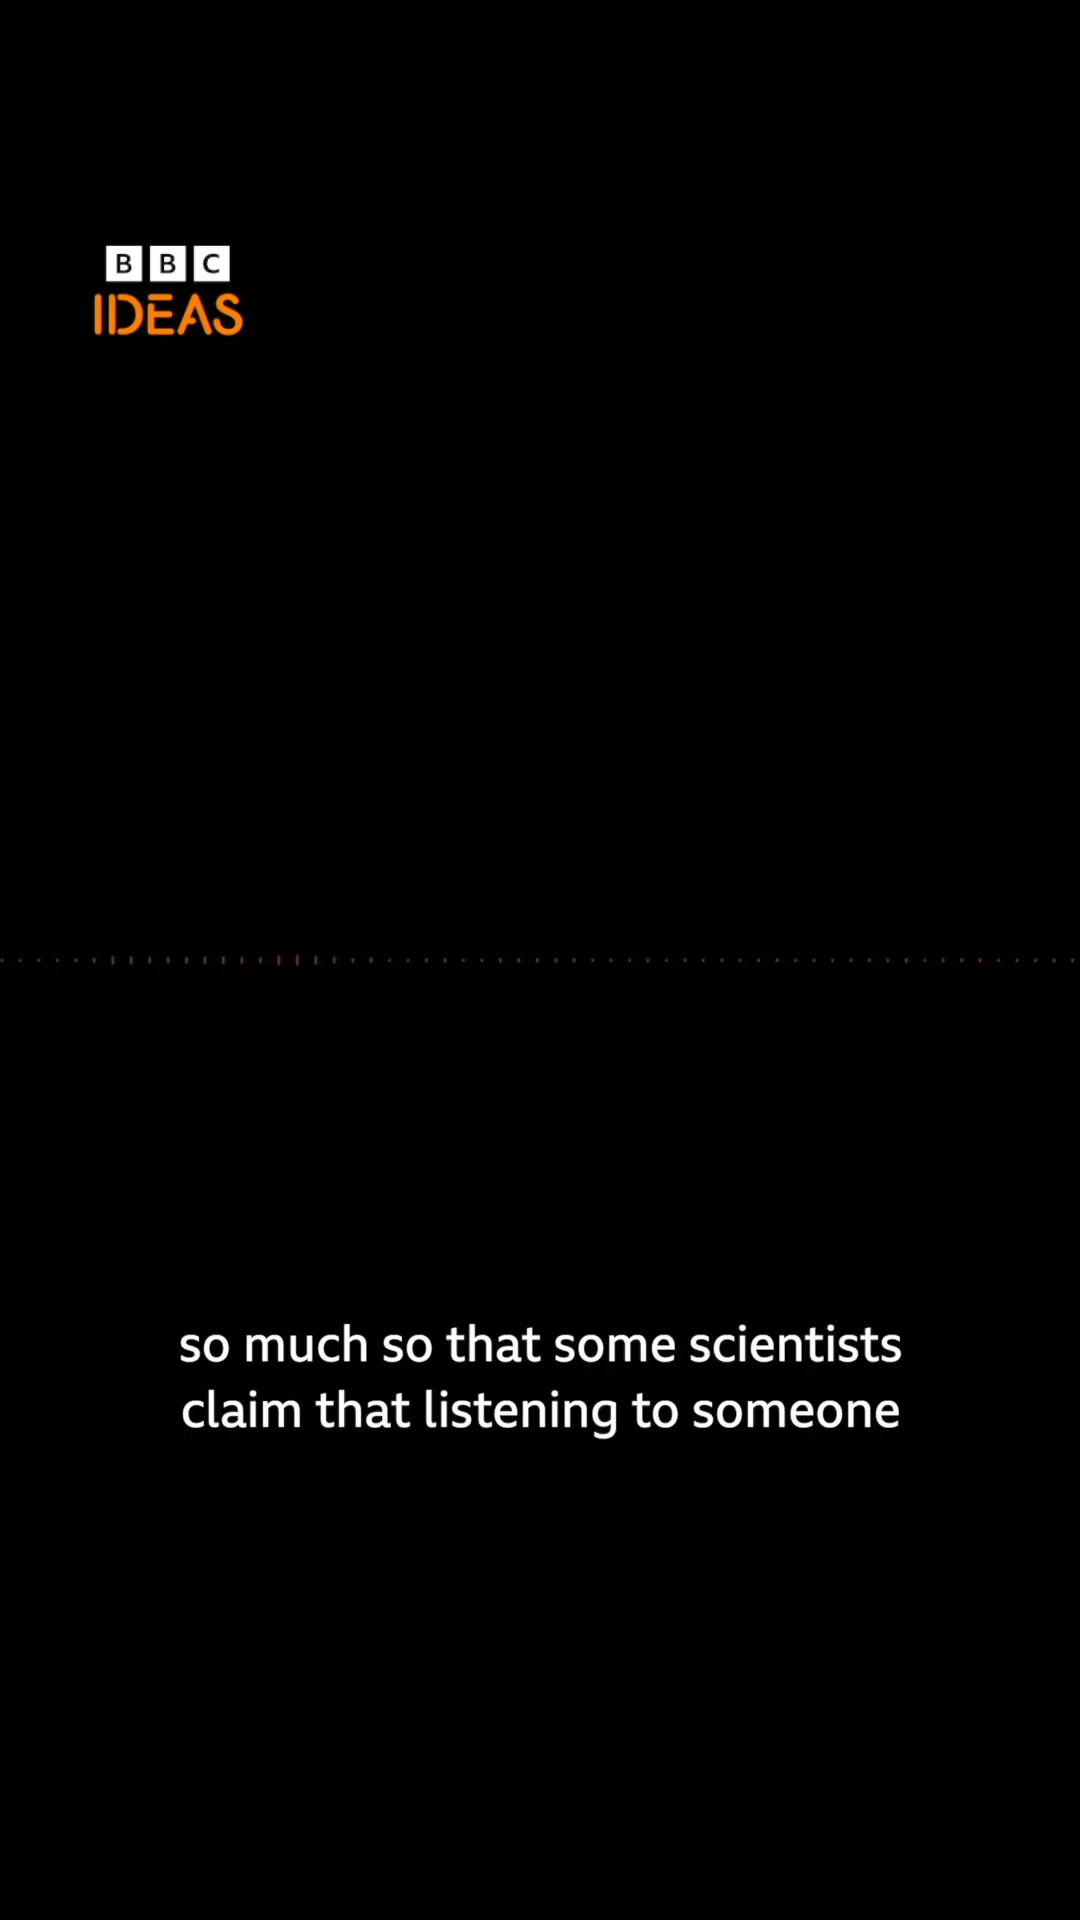 BBC
IDEAS
so much so that some scientists
claim that listening to someone